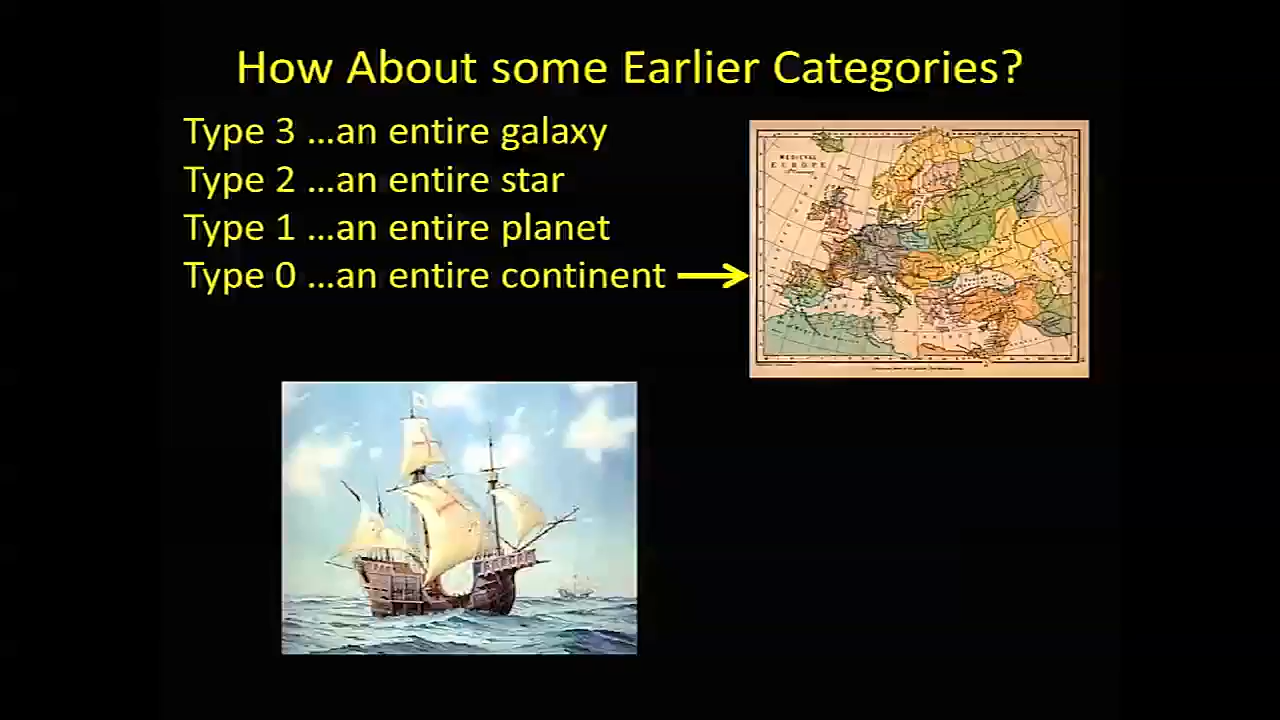 How About some Earlier Categories?
Type 3 ...an entire galaxy
Type 2 ...an entire star
Type 1 ...an entire planet
Type 0 ...an entire continent
MEDIEVAL
EUROPE